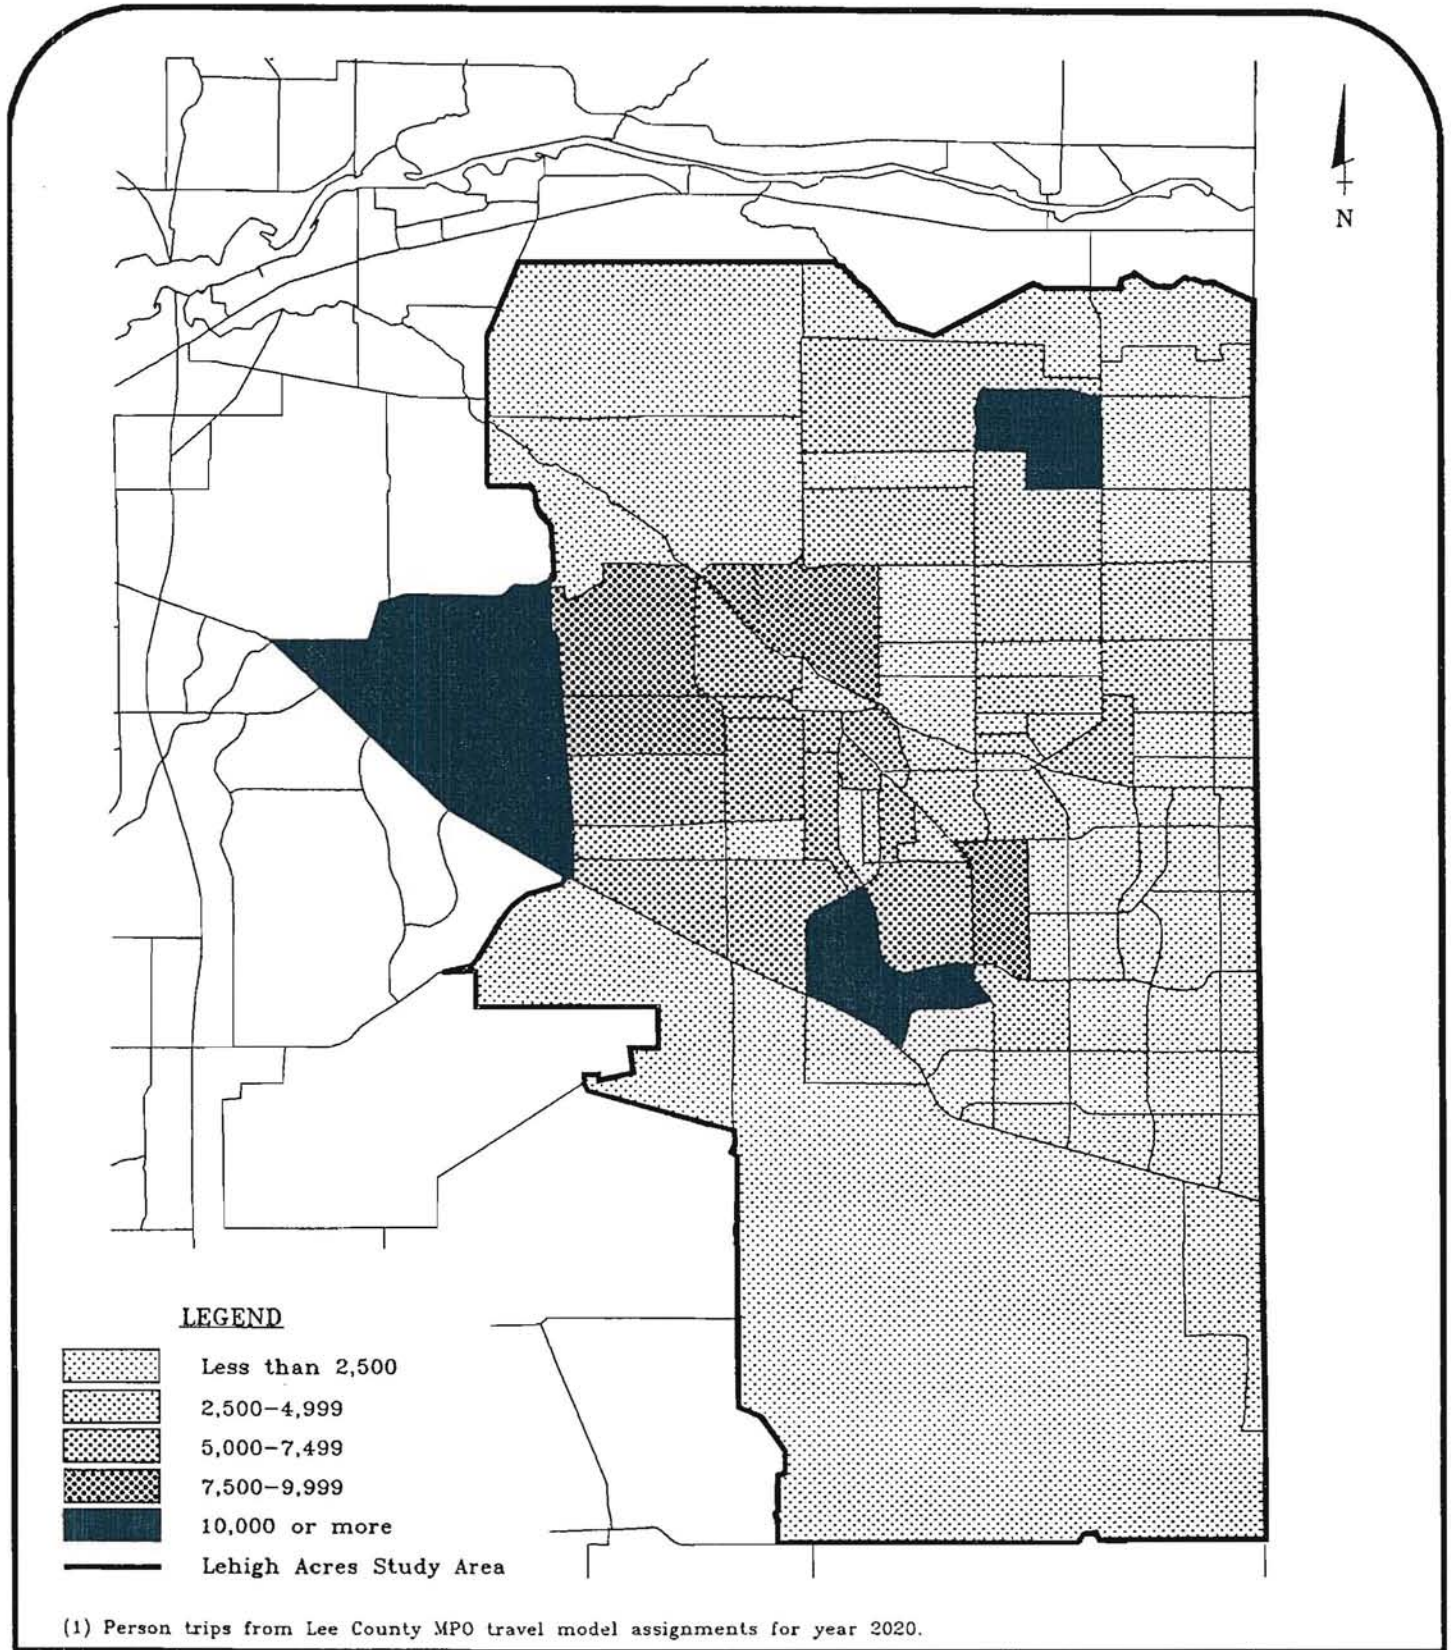 N
LEGEND
Less than 2,500
2,500-4,999
5,000-7,499
7,500-9,999
10,000 or more
Lehigh Acres Study Area
(1) Person trips from Lee County MPO travel model assignments for year 2020.